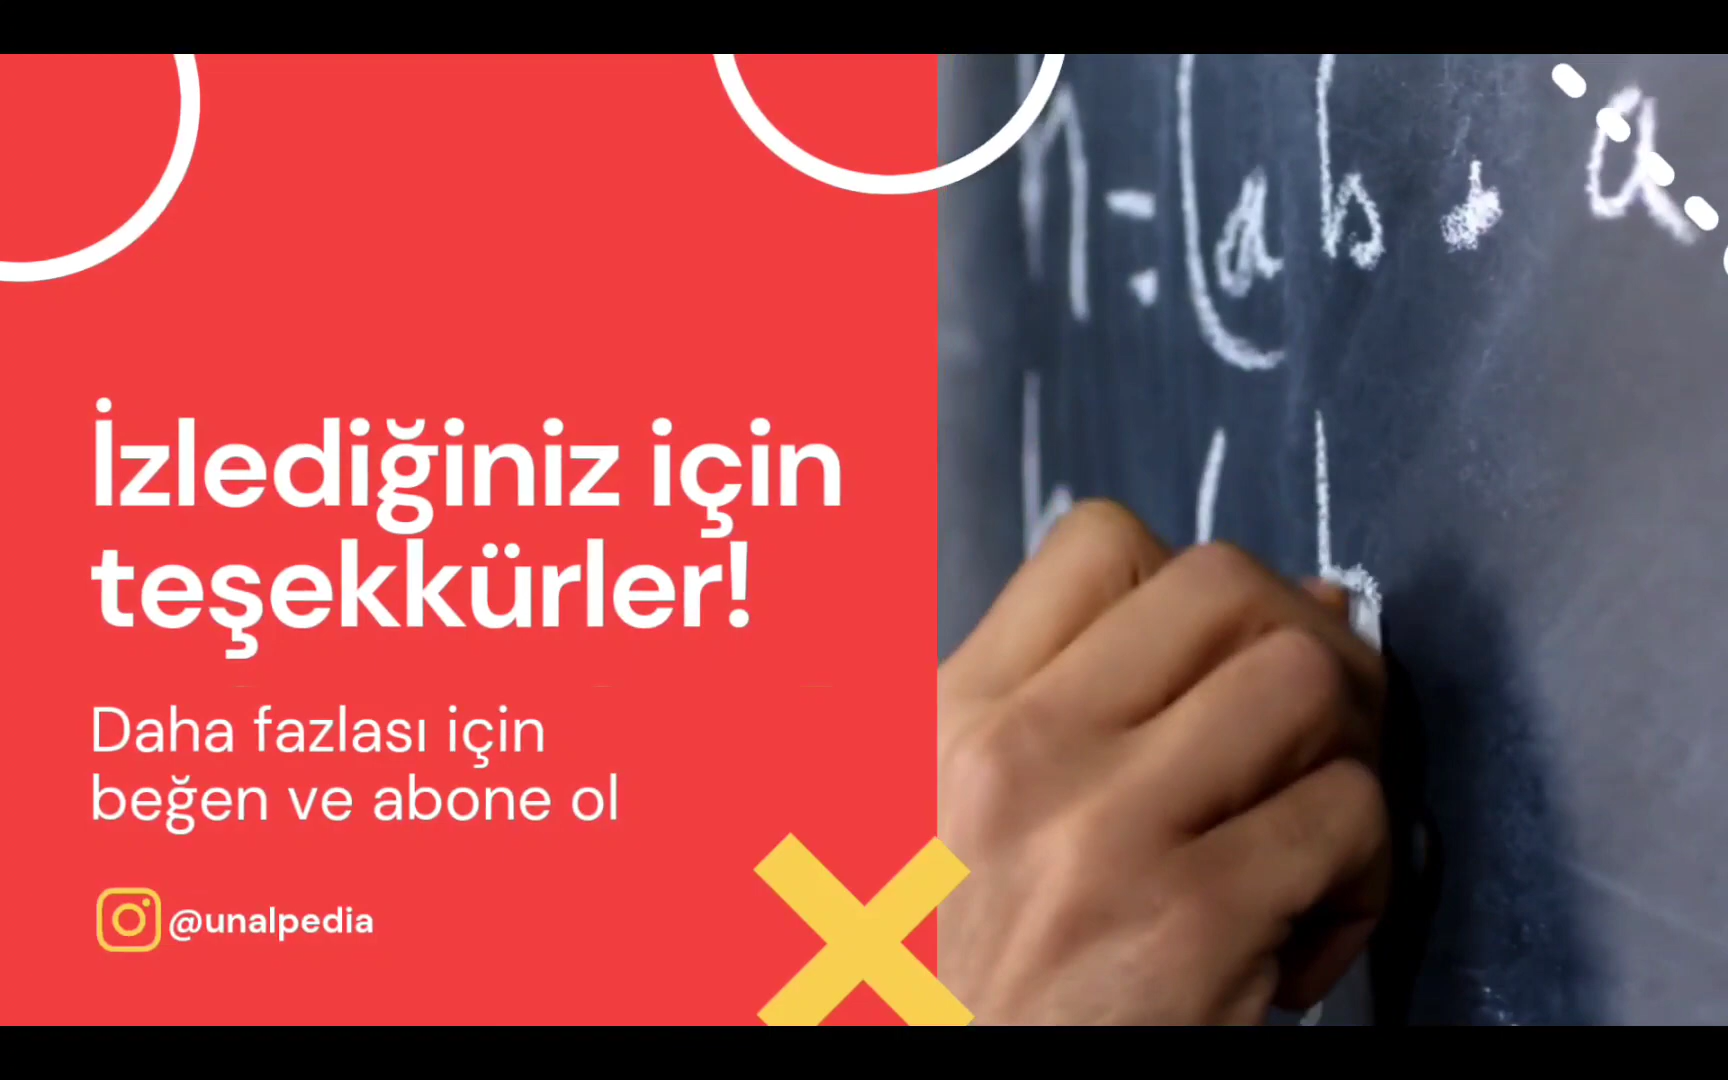 İzlediğiniz için
teşekkürler!
Daha fazlası için
beğen ve abone ol
@unalpedia